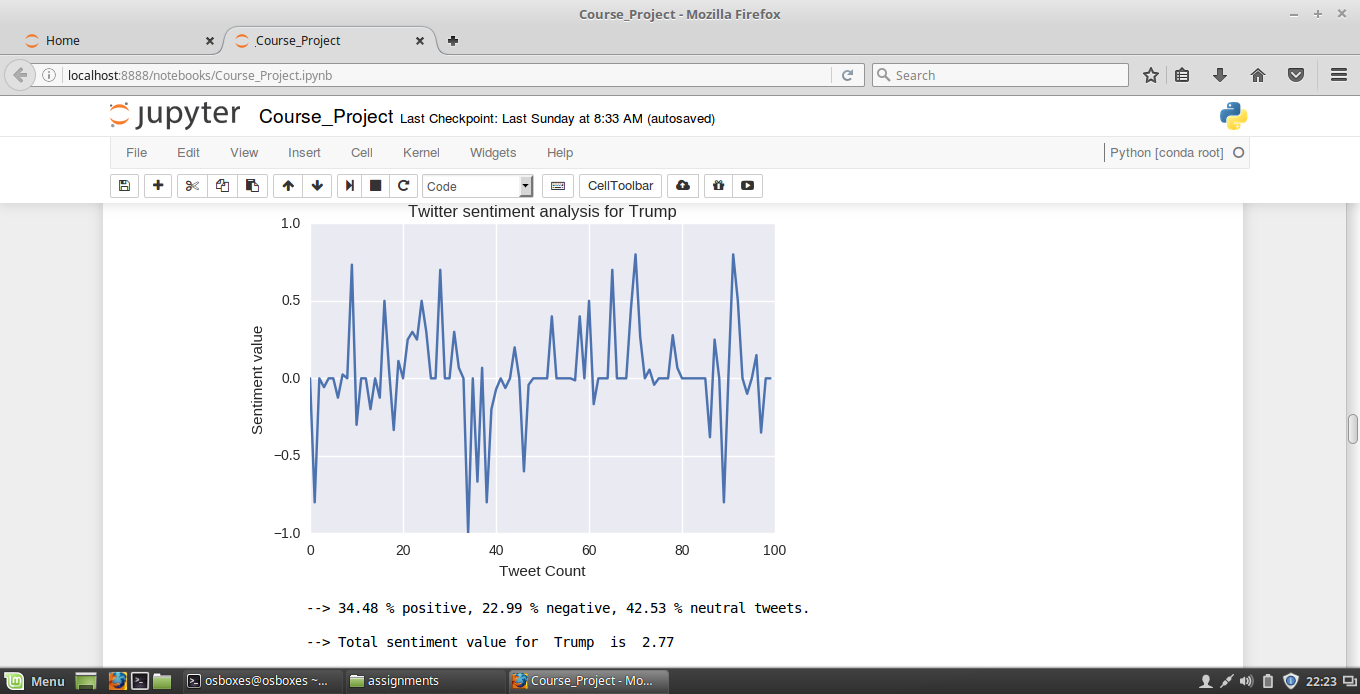 Course_Project - Mozilla Firefox
Home
Course_Project
localhost:8888/notebooks/Course_Project.ipynb
Search
jupyter Course_Project Last Checkpoint: Last Sunday at 8:33 AM (autosaved)
File Edit View Insert Cell Kernel Widgets Help Python [conda root]
Code CellToolbar
Twitter sentiment analysis for Trump
1.0
0.5
0.0
−0.5
−1.0
Sentiment value
0 20 40 60 80 100
Tweet Count
--> 34.48 % positive, 22.99 % negative, 42.53 % neutral tweets.
--> Total sentiment value for  Trump  is  2.77
Menu osboxes@osboxes ~... assignments Course_Project - Mo... 22:23